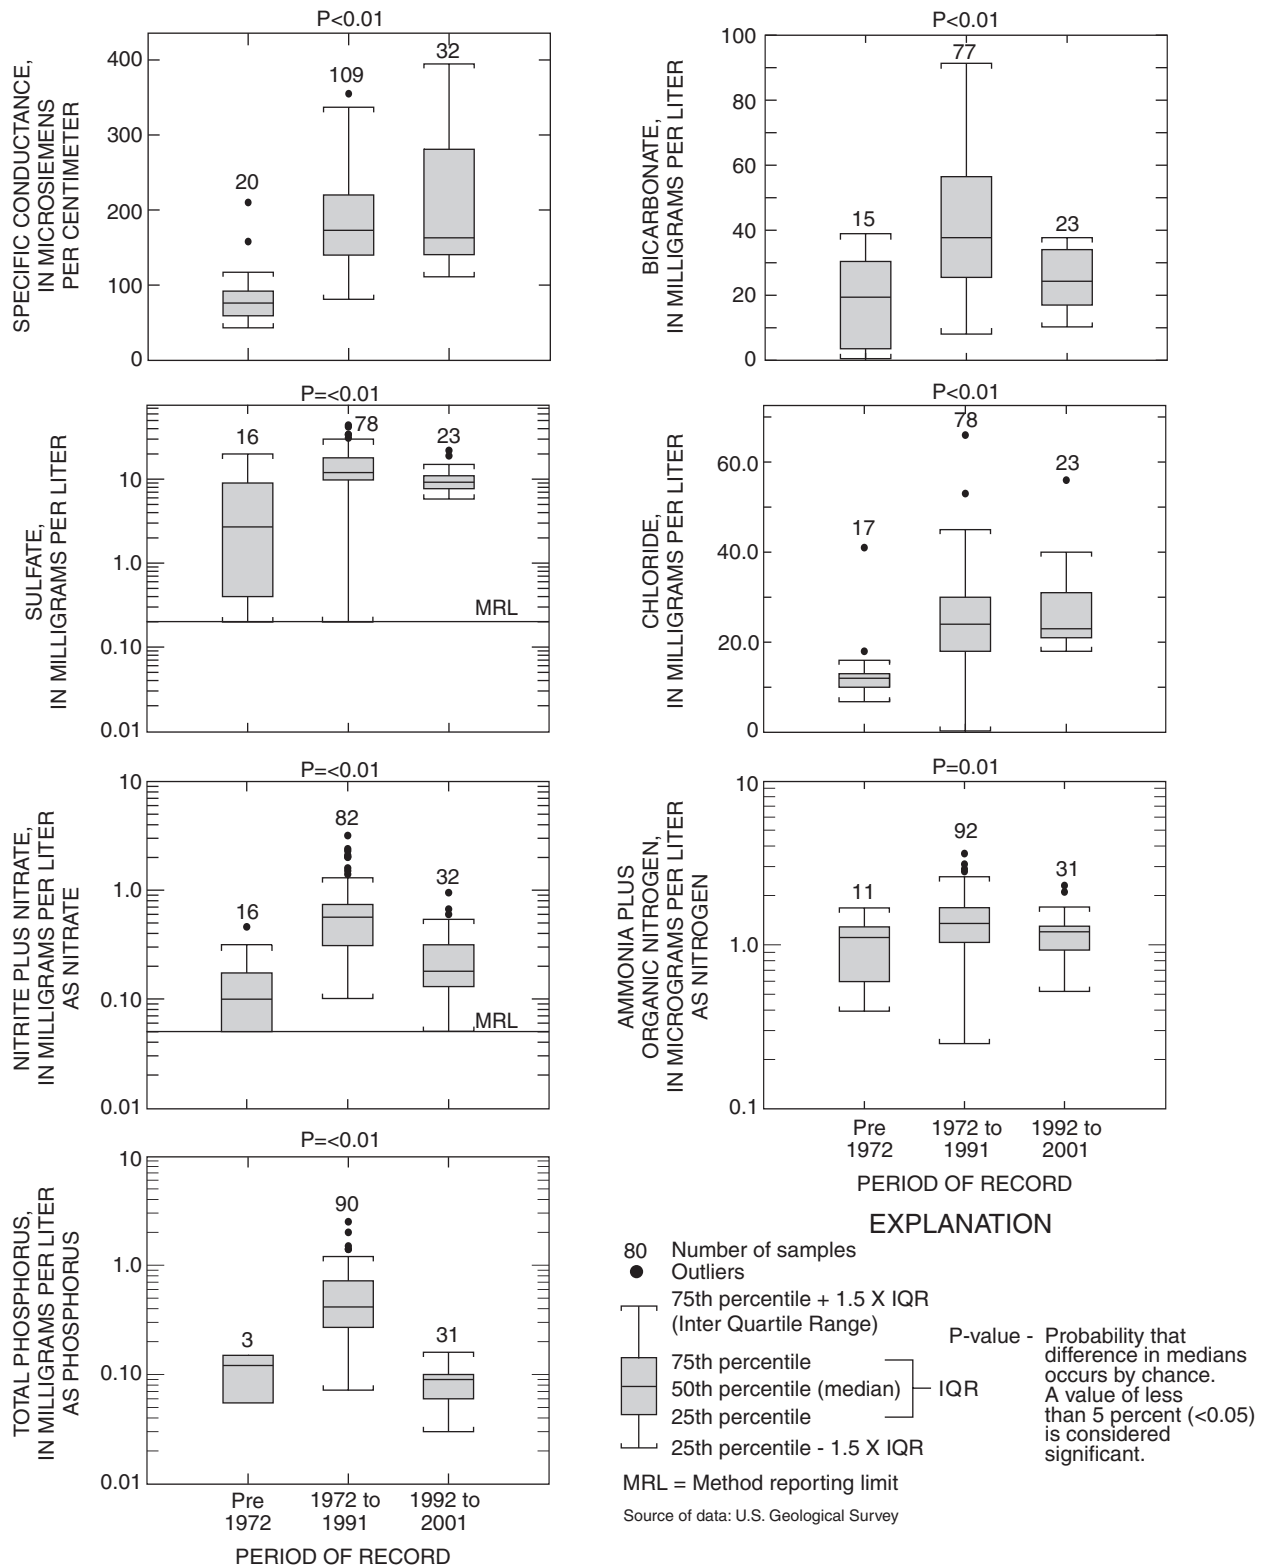 P<0.01
SPECIFIC CONDUCTANCE,
IN MICROSIEMENS
PER CENTIMETER
400
300
200
100
0
20
109
32
P<0.01
BICARBONATE,
IN MILLIGRAMS PER LITER
100
80
60
40
20
0
15
77
23
P=<0.01
SULFATE,
IN MILLIGRAMS PER LITER
10
1.0
0.10
0.01
16
78
23
MRL
P<0.01
CHLORIDE,
IN MILLIGRAMS PER LITER
60.0
40.0
20.0
0
17
78
23
P=<0.01
NITRITE PLUS NITRATE,
IN MILLIGRAMS PER LITER
AS NITRATE
10
1.0
0.10
0.01
16
82
32
MRL
P=0.01
AMMONIA PLUS
ORGANIC NITROGEN,
IN MICROGRAMS PER LITER
AS NITROGEN
10
1.0
0.1
11
92
31
Pre
1972
1972 to
1991
1992 to
2001
PERIOD OF RECORD
P=<0.01
TOTAL PHOSPHORUS,
IN MILLIGRAMS PER LITER
AS PHOSPHORUS
10
1.0
0.10
0.01
3
90
31
Pre
1972
1972 to
1991
1992 to
2001
PERIOD OF RECORD
EXPLANATION
80 Number of samples
Outliers
75th percentile + 1.5 X IQR
(Inter Quartile Range)
75th percentile
50th percentile (median)
25th percentile
IQR
25th percentile - 1.5 X IQR
P-value - Probability that
difference in medians
occurs by chance.
A value of less
than 5 percent (<0.05)
is considered
significant.
MRL = Method reporting limit
Source of data: U.S. Geological Survey